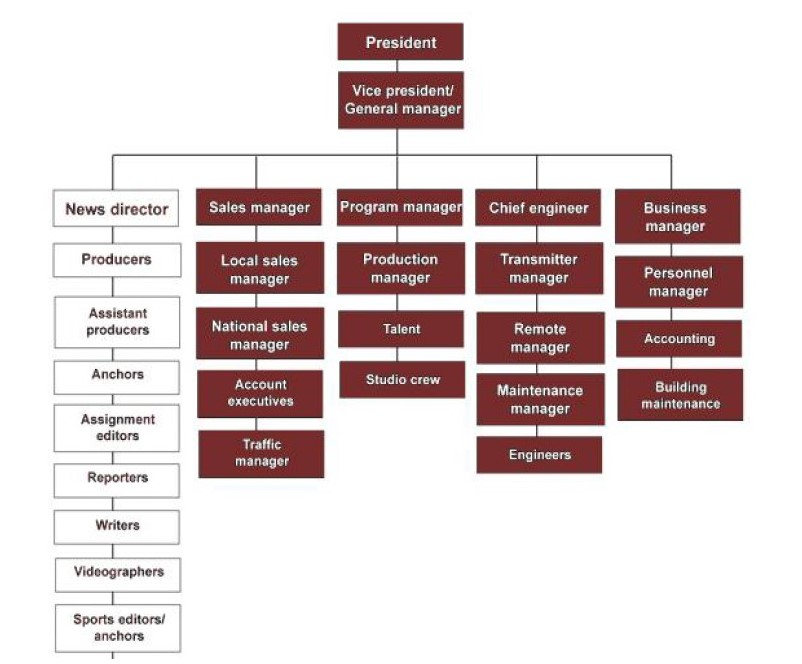 President
Vice president/
General manager
News director
Producers
Assistant
producers
Anchors
Assignment
editors
Reporters
Writers
Videographers
Sports editors/
anchors
Sales manager
Local sales
manager
National sales
manager
Account
executives
Traffic
manager
Program manager
Production
manager
Talent
Studio crew
Chief engineer
Transmitter
manager
Remote
manager
Maintenance
manager
Engineers
Business
manager
Personnel
manager
Accounting
Building
maintenance